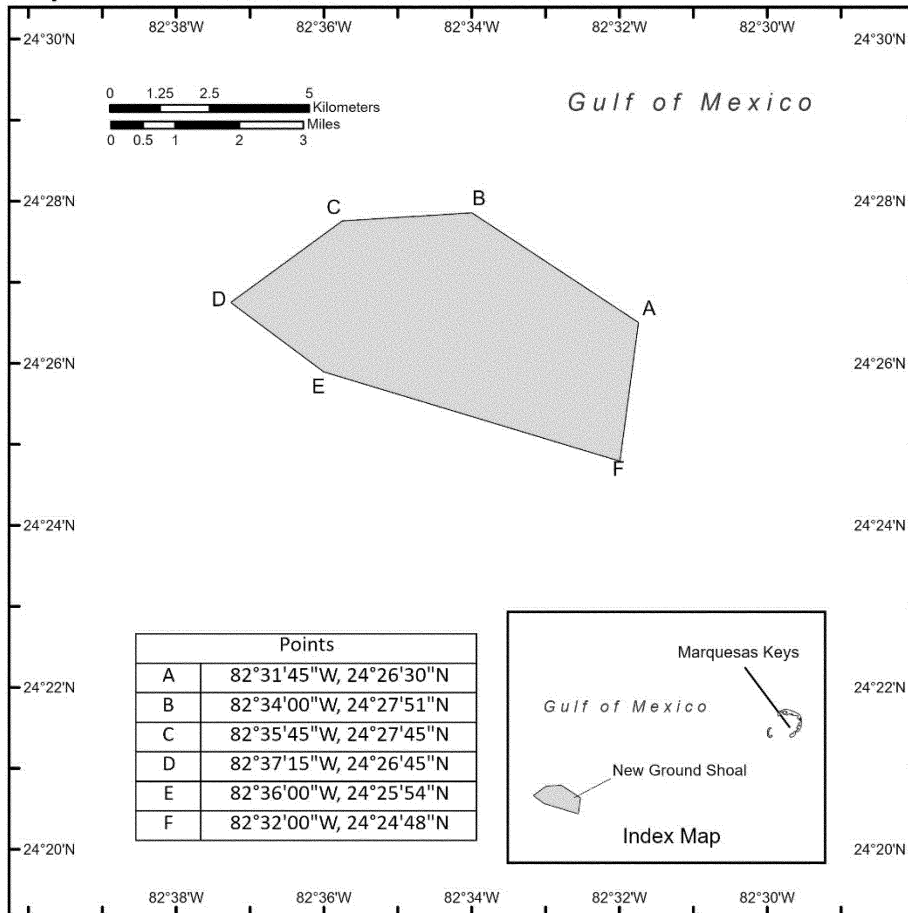 82°38'W 82°36'W 82°34'W 82°32'W 82°30'W
24°30'N 24°30'N
0 1.25 2.5 5
Kilometers
Miles
0 0.5 1 2 3
Gulf of Mexico
24°28'N 24°28'N
C B
D A
24°26'N 24°26'N
E
F
24°24'N 24°24'N
Points
A 82°31'45"W, 24°26'30"N
B 82°34'00"W, 24°27'51"N
C 82°35'45"W, 24°27'45"N
D 82°37'15"W, 24°26'45"N
E 82°36'00"W, 24°25'54"N
F 82°32'00"W, 24°24'48"N
Marquesas Keys
Gulf of Mexico
New Ground Shoal
Index Map
24°22'N 24°22'N
24°20'N 24°20'N
82°38'W 82°36'W 82°34'W 82°32'W 82°30'W